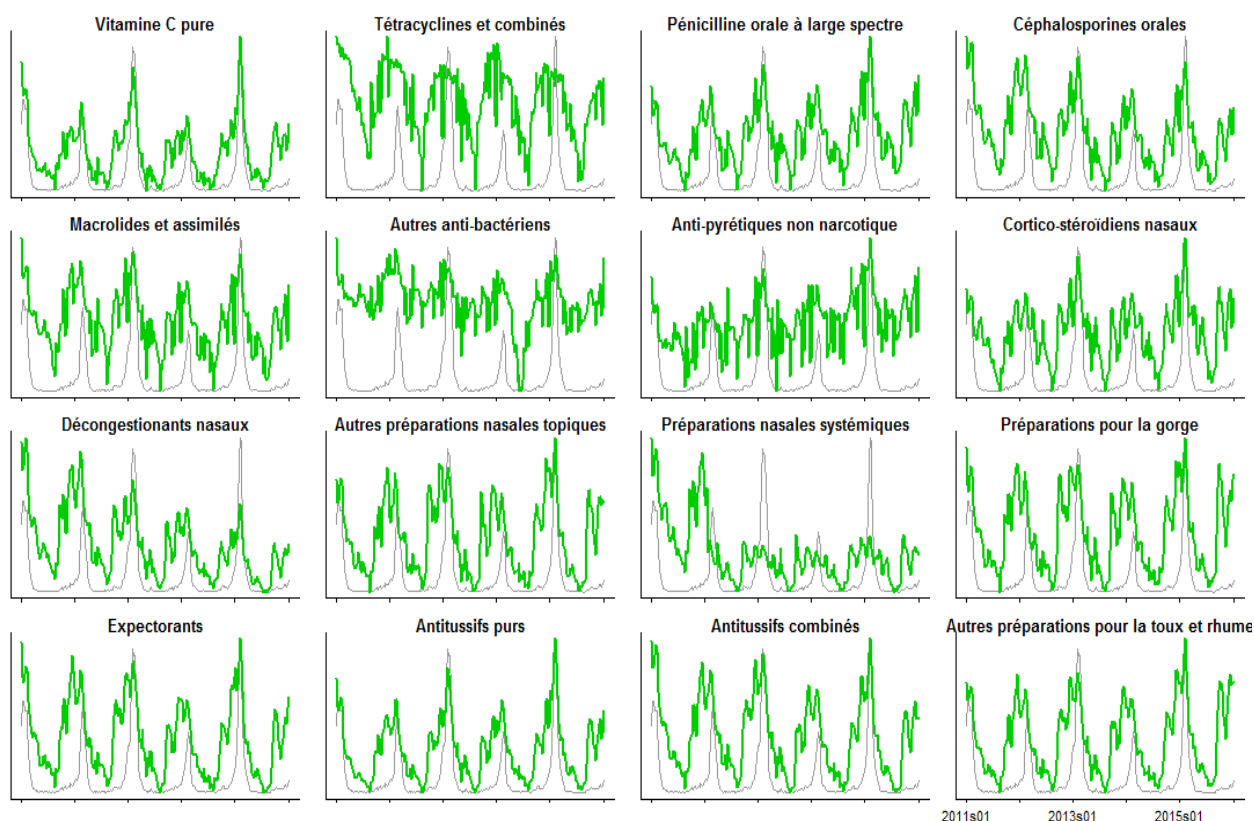 Vitamine C pure
Tétracyclines et combinés
Pénicilline orale à large spectre
Céphalosporines orales
Macrolides et assimilés
Autres anti-bactériens
Anti-pyrétiques non narcotique
Cortico-stéroïdiens nasaux
Décongestionants nasaux
Autres préparations nasales topiques
Préparations nasales systémiques
Préparations pour la gorge
Expectorants
Antitussifs purs
Antitussifs combinés
Autres préparations pour la toux et rhume
2011s01 2013s01 2015s01